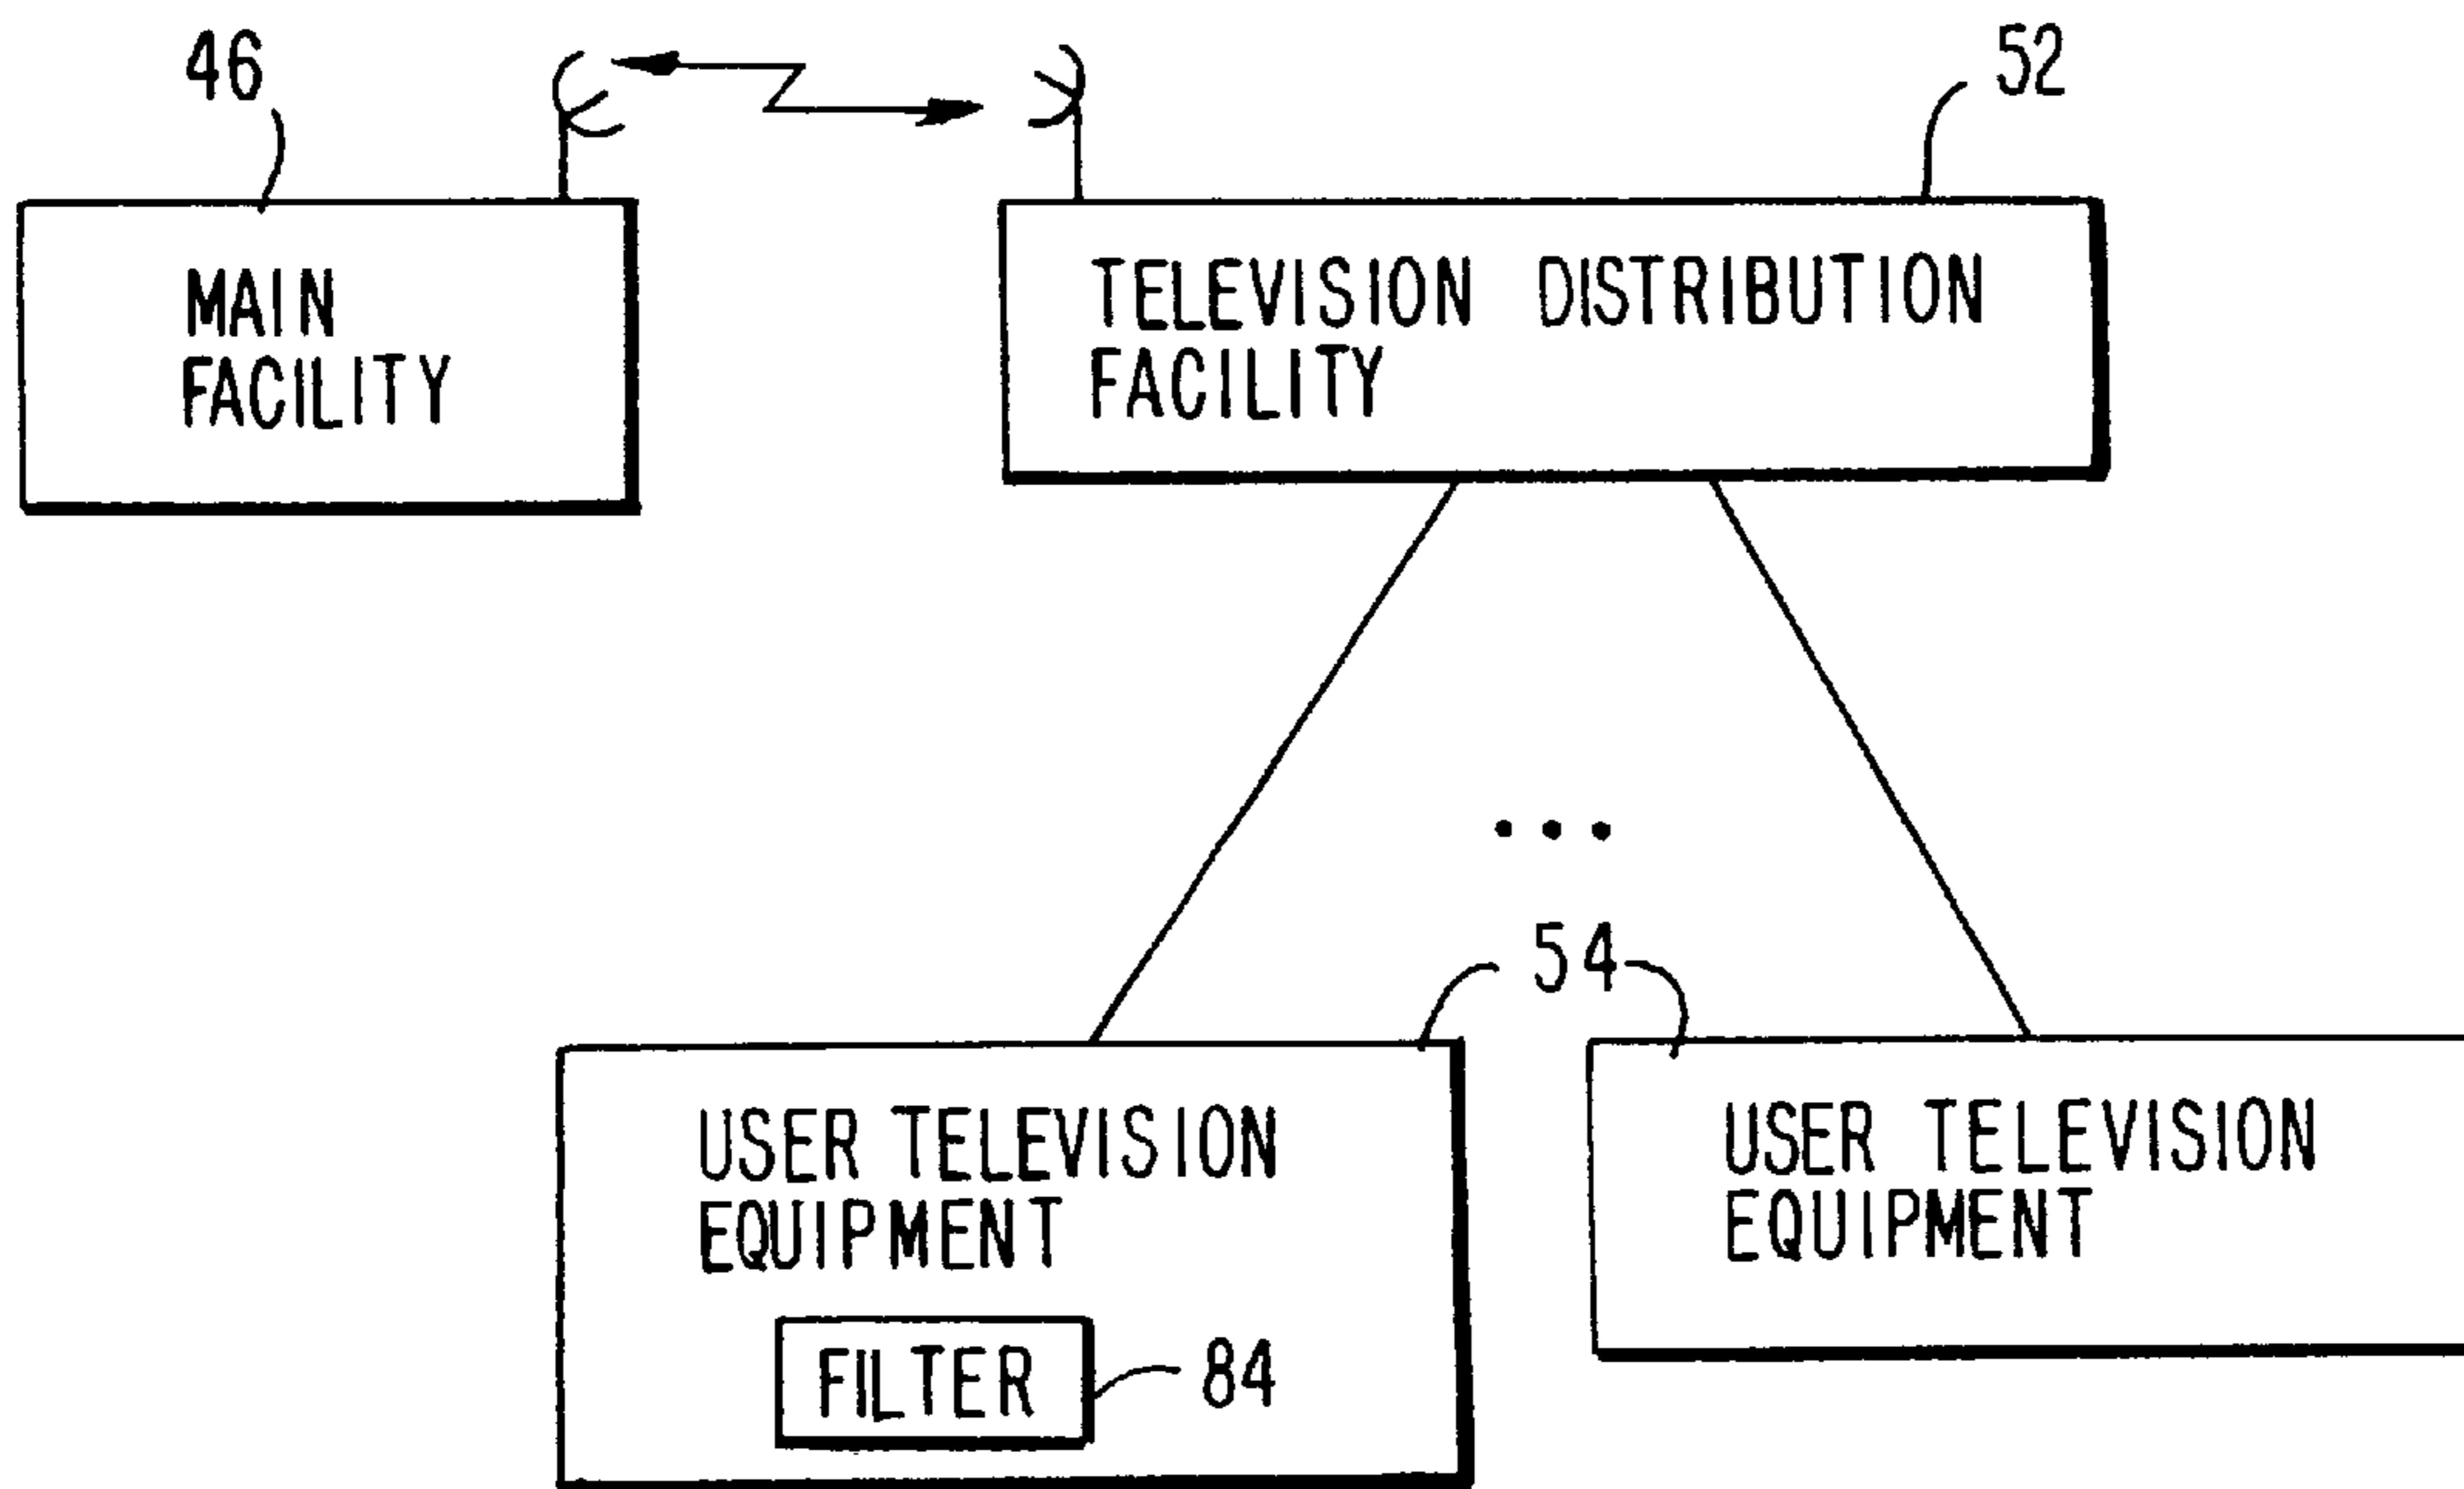 46
52
MAIN
FACILITY
TELEVISION DISTRIBUTION
FACILITY
54
USER TELEVISION
EQUIPMENT
FILTER
84
USER TELEVISION
EQUIPMENT